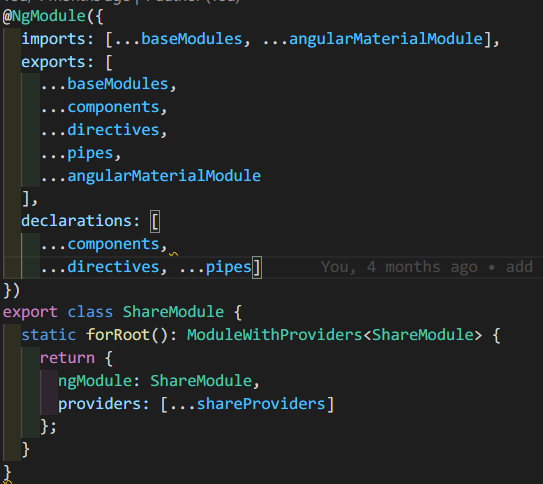 @NgModule({
  imports: [...baseModules, ...angularMaterialModule],
  exports: [
    ...baseModules,
    ...components,
    ...directives,
    ...pipes,
    ...angularMaterialModule
  ],
  declarations: [
    ...components,
    ...directives, ...pipes] You, 4 months ago • add
})
export class ShareModule {
  static forRoot(): ModuleWithProviders<ShareModule> {
    return {
      ngModule: ShareModule,
      providers: [...shareProviders]
    };
  }
}